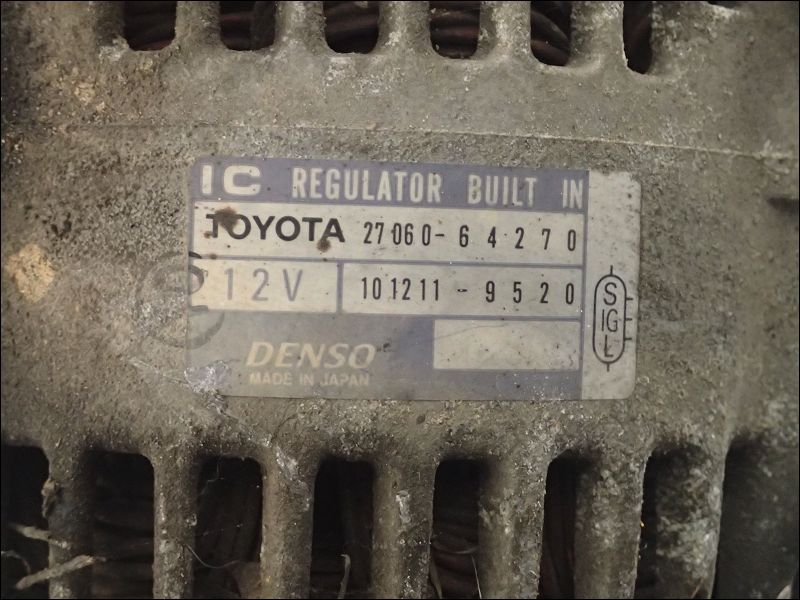 IC REGULATOR BUILT IN
TOYOTA 27060-64270
12V 101211-9520
DENSO
MADE IN JAPAN
S
IG
L